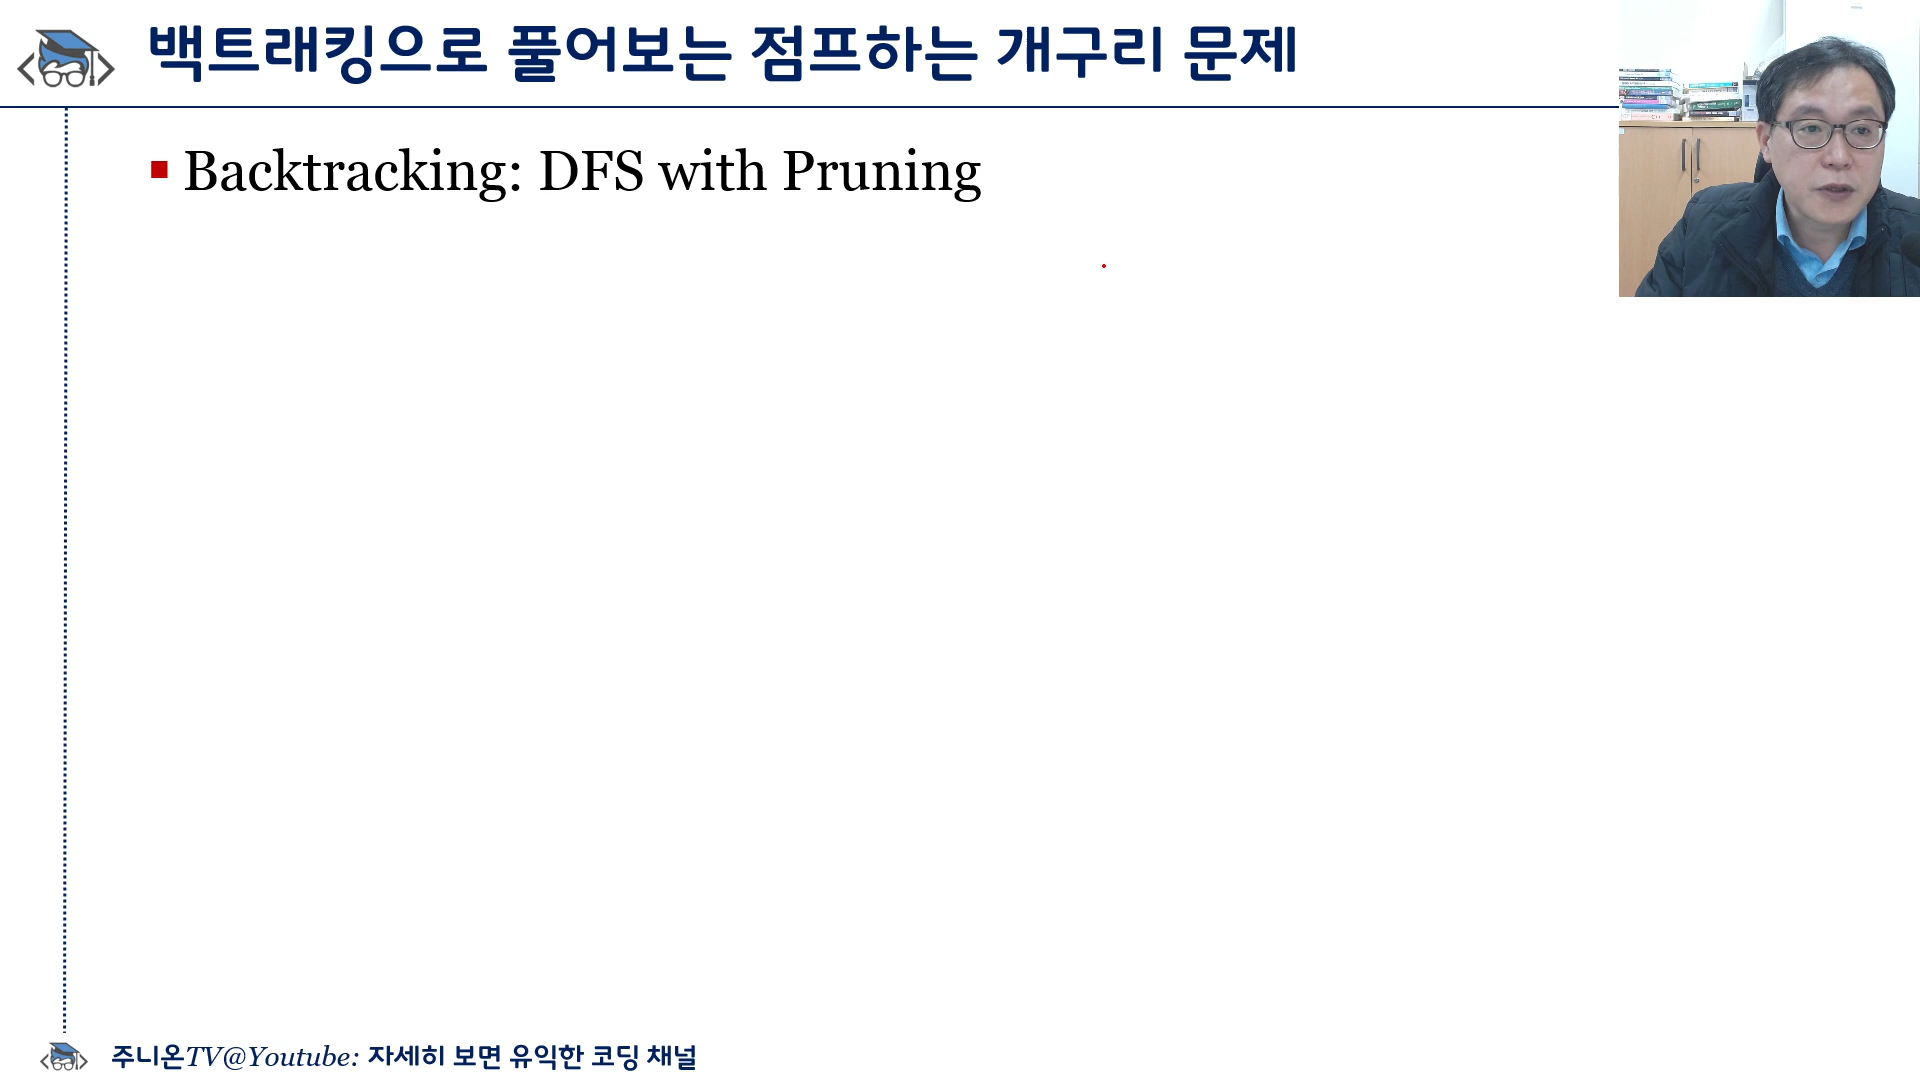 백트래킹으로 풀어보는 점프하는 개구리 문제
Backtracking: DFS with Pruning
주니온TV@Youtube: 자세히 보면 유익한 코딩 채널